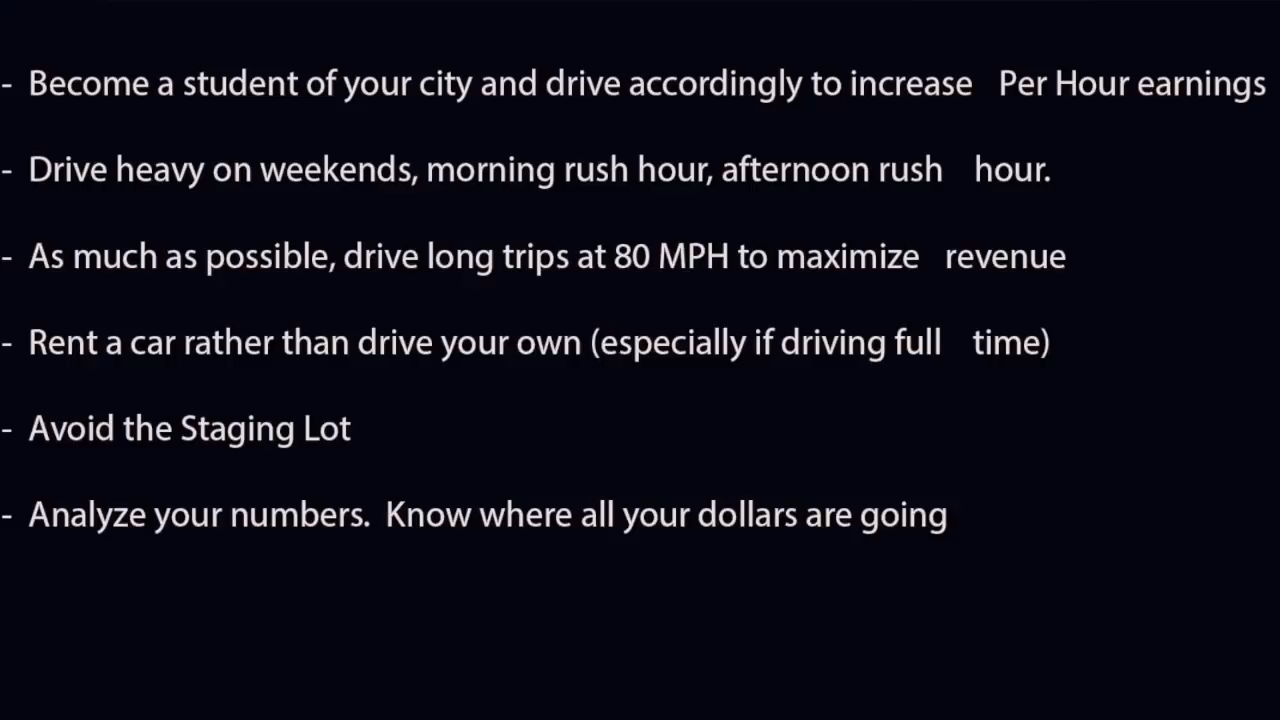 - Become a student of your city and drive accordingly to increase Per Hour earnings
- Drive heavy on weekends, morning rush hour, afternoon rush hour.
- As much as possible, drive long trips at 80 MPH to maximize revenue
- Rent a car rather than drive your own (especially if driving full time)
- Avoid the Staging Lot
- Analyze your numbers. Know where all your dollars are going